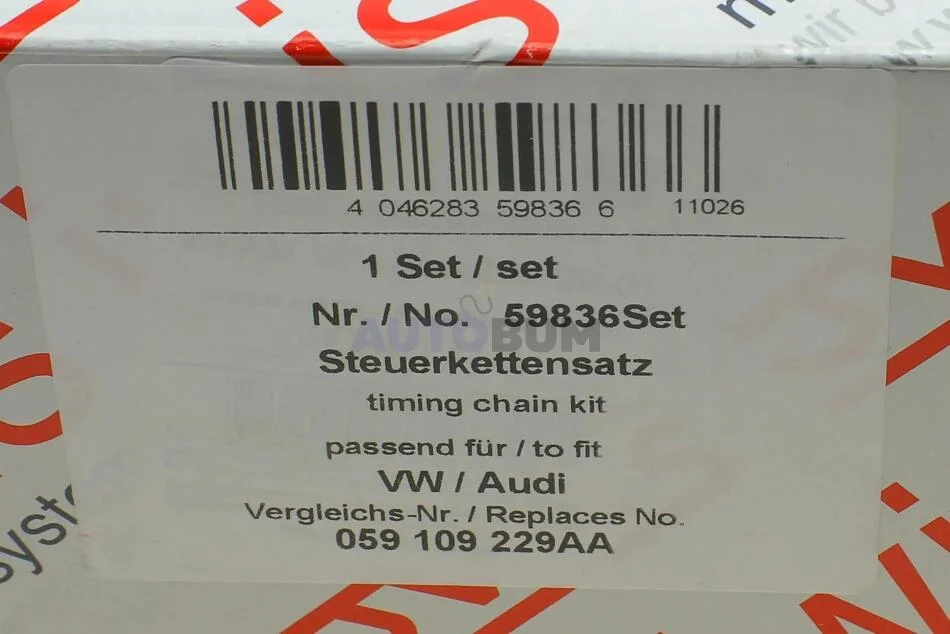 4 046283 59836 6 11026
1 Set / set
Nr. / No. 59836Set
AUTOBUM
Steuerkettensatz
timing chain kit
passend für / to fit
VW / Audi
Vergleichs-Nr. / Replaces No.
059 109 229AA